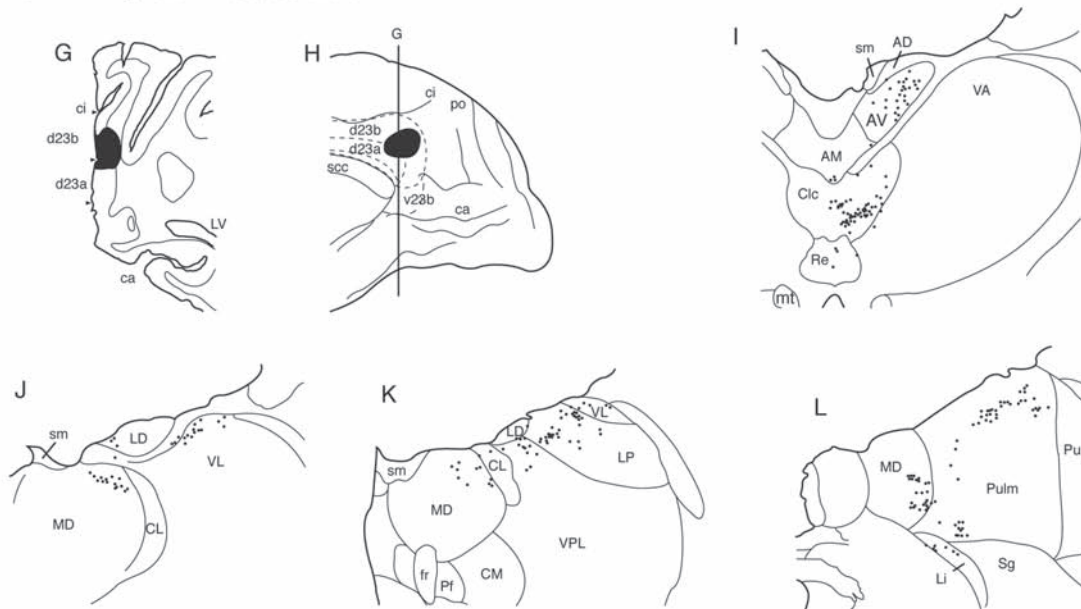 G
ci
d23b
d23a
LV
ca
H
G
ci
po
d23b
d23a
scc
v23b
ca
I
sm
AD
VA
AV
AM
Clc
Re
mt
J
sm
LD
VL
MD
CL
K
VL
LD
sm
CL
LP
MD
VPL
fr
Pf
CM
L
MD
Pu
Pulm
Li
Sg